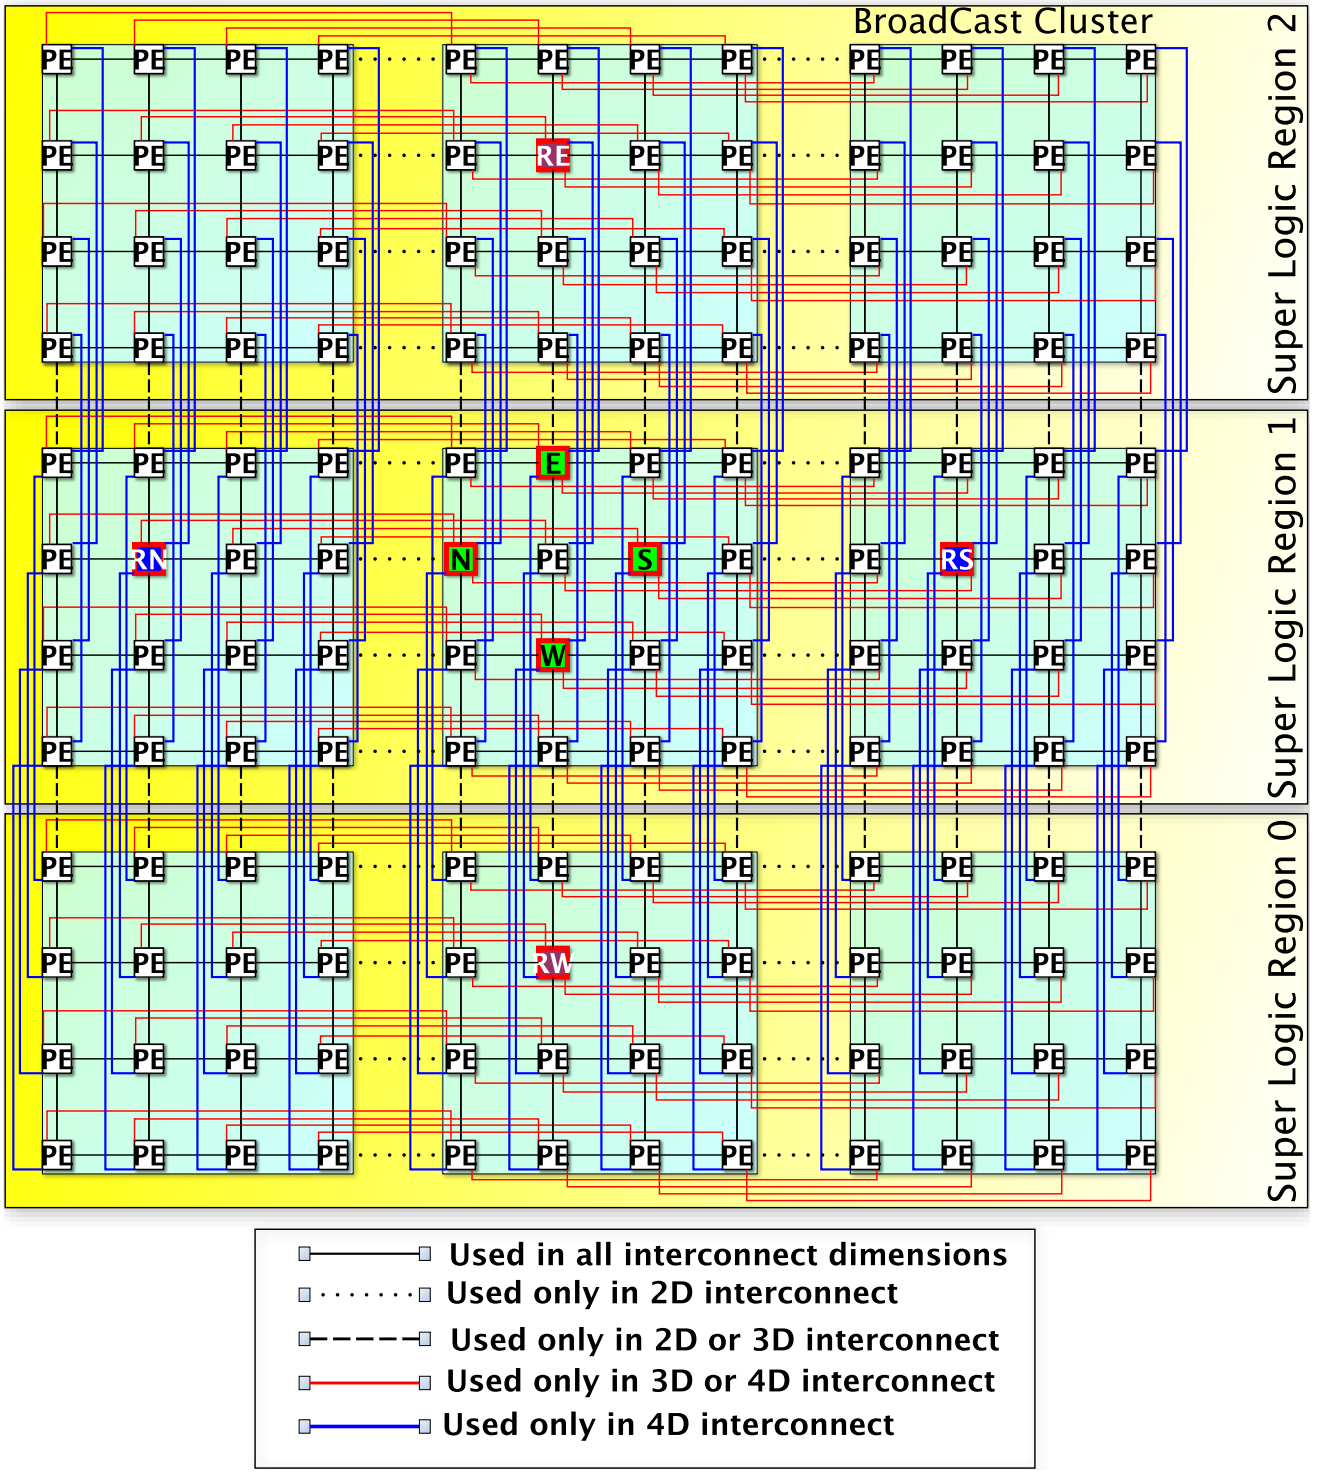 BroadCast Cluster
PE PE PE PE PE PE PE PE PE PE PE PE
PE PE PE PE PE RE PE PE PE PE PE PE
PE PE PE PE PE PE PE PE PE PE PE PE
PE PE PE PE PE PE PE PE PE PE PE PE
Super Logic Region 2
PE PE PE PE PE E PE PE PE PE PE PE
PE RN PE PE N PE S PE PE RS PE PE
PE PE PE PE PE W PE PE PE PE PE PE
PE PE PE PE PE PE PE PE PE PE PE PE
Super Logic Region 1
PE PE PE PE PE PE PE PE PE PE PE PE
PE PE PE PE PE RW PE PE PE PE PE PE
PE PE PE PE PE PE PE PE PE PE PE PE
PE PE PE PE PE PE PE PE PE PE PE PE
Super Logic Region 0
Used in all interconnect dimensions
Used only in 2D interconnect
Used only in 2D or 3D interconnect
Used only in 3D or 4D interconnect
Used only in 4D interconnect